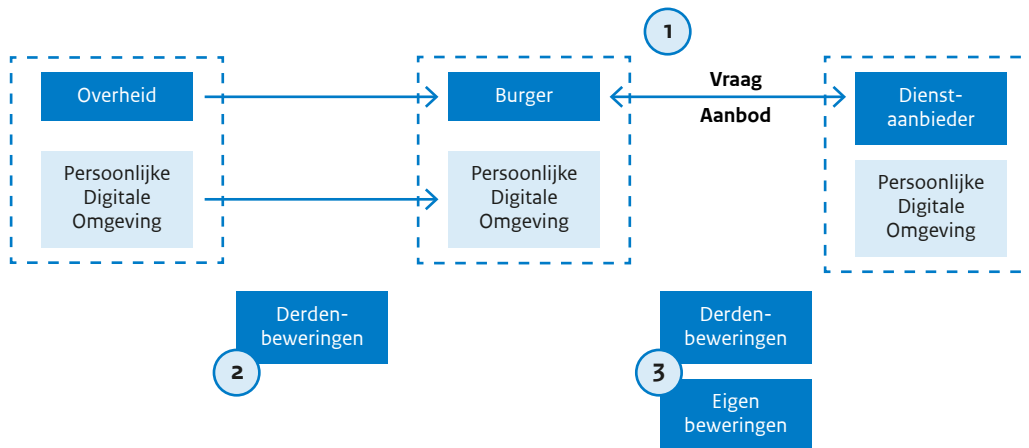 1
Overheid
Burger
Vraag
Aanbod
Dienst-
aanbieder
Persoonlijke
Digitale
Omgeving
Persoonlijke
Digitale
Omgeving
Persoonlijke
Digitale
Omgeving
Derden-
beweringen
2
Derden-
beweringen
3
Eigen
beweringen